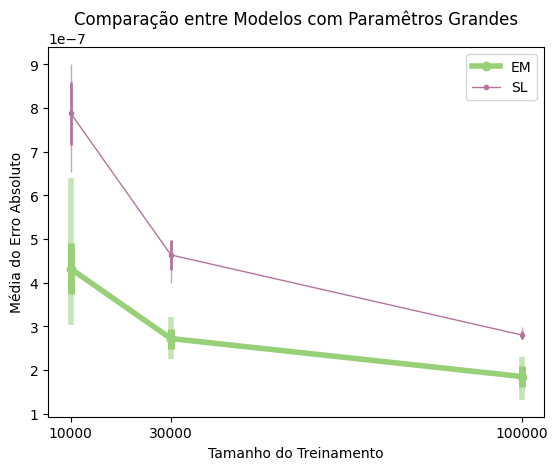 Comparação entre Modelos com Paramêtros Grandes
1e−7
EM
SL
9
8
7
6
5
4
3
2
1
Média do Erro Absoluto
10000 30000 100000
Tamanho do Treinamento